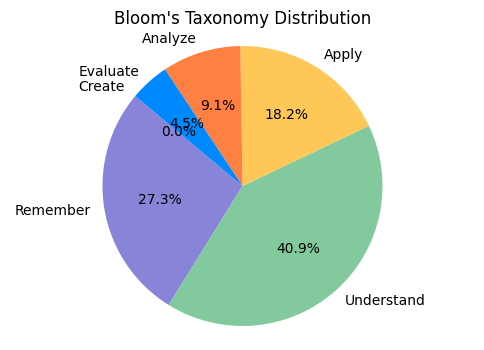 Bloom's Taxonomy Distribution
Analyze
Apply
Evaluate
Create
9.1%
18.2%
4.5%
0.0%
27.3%
Remember
40.9%
Understand